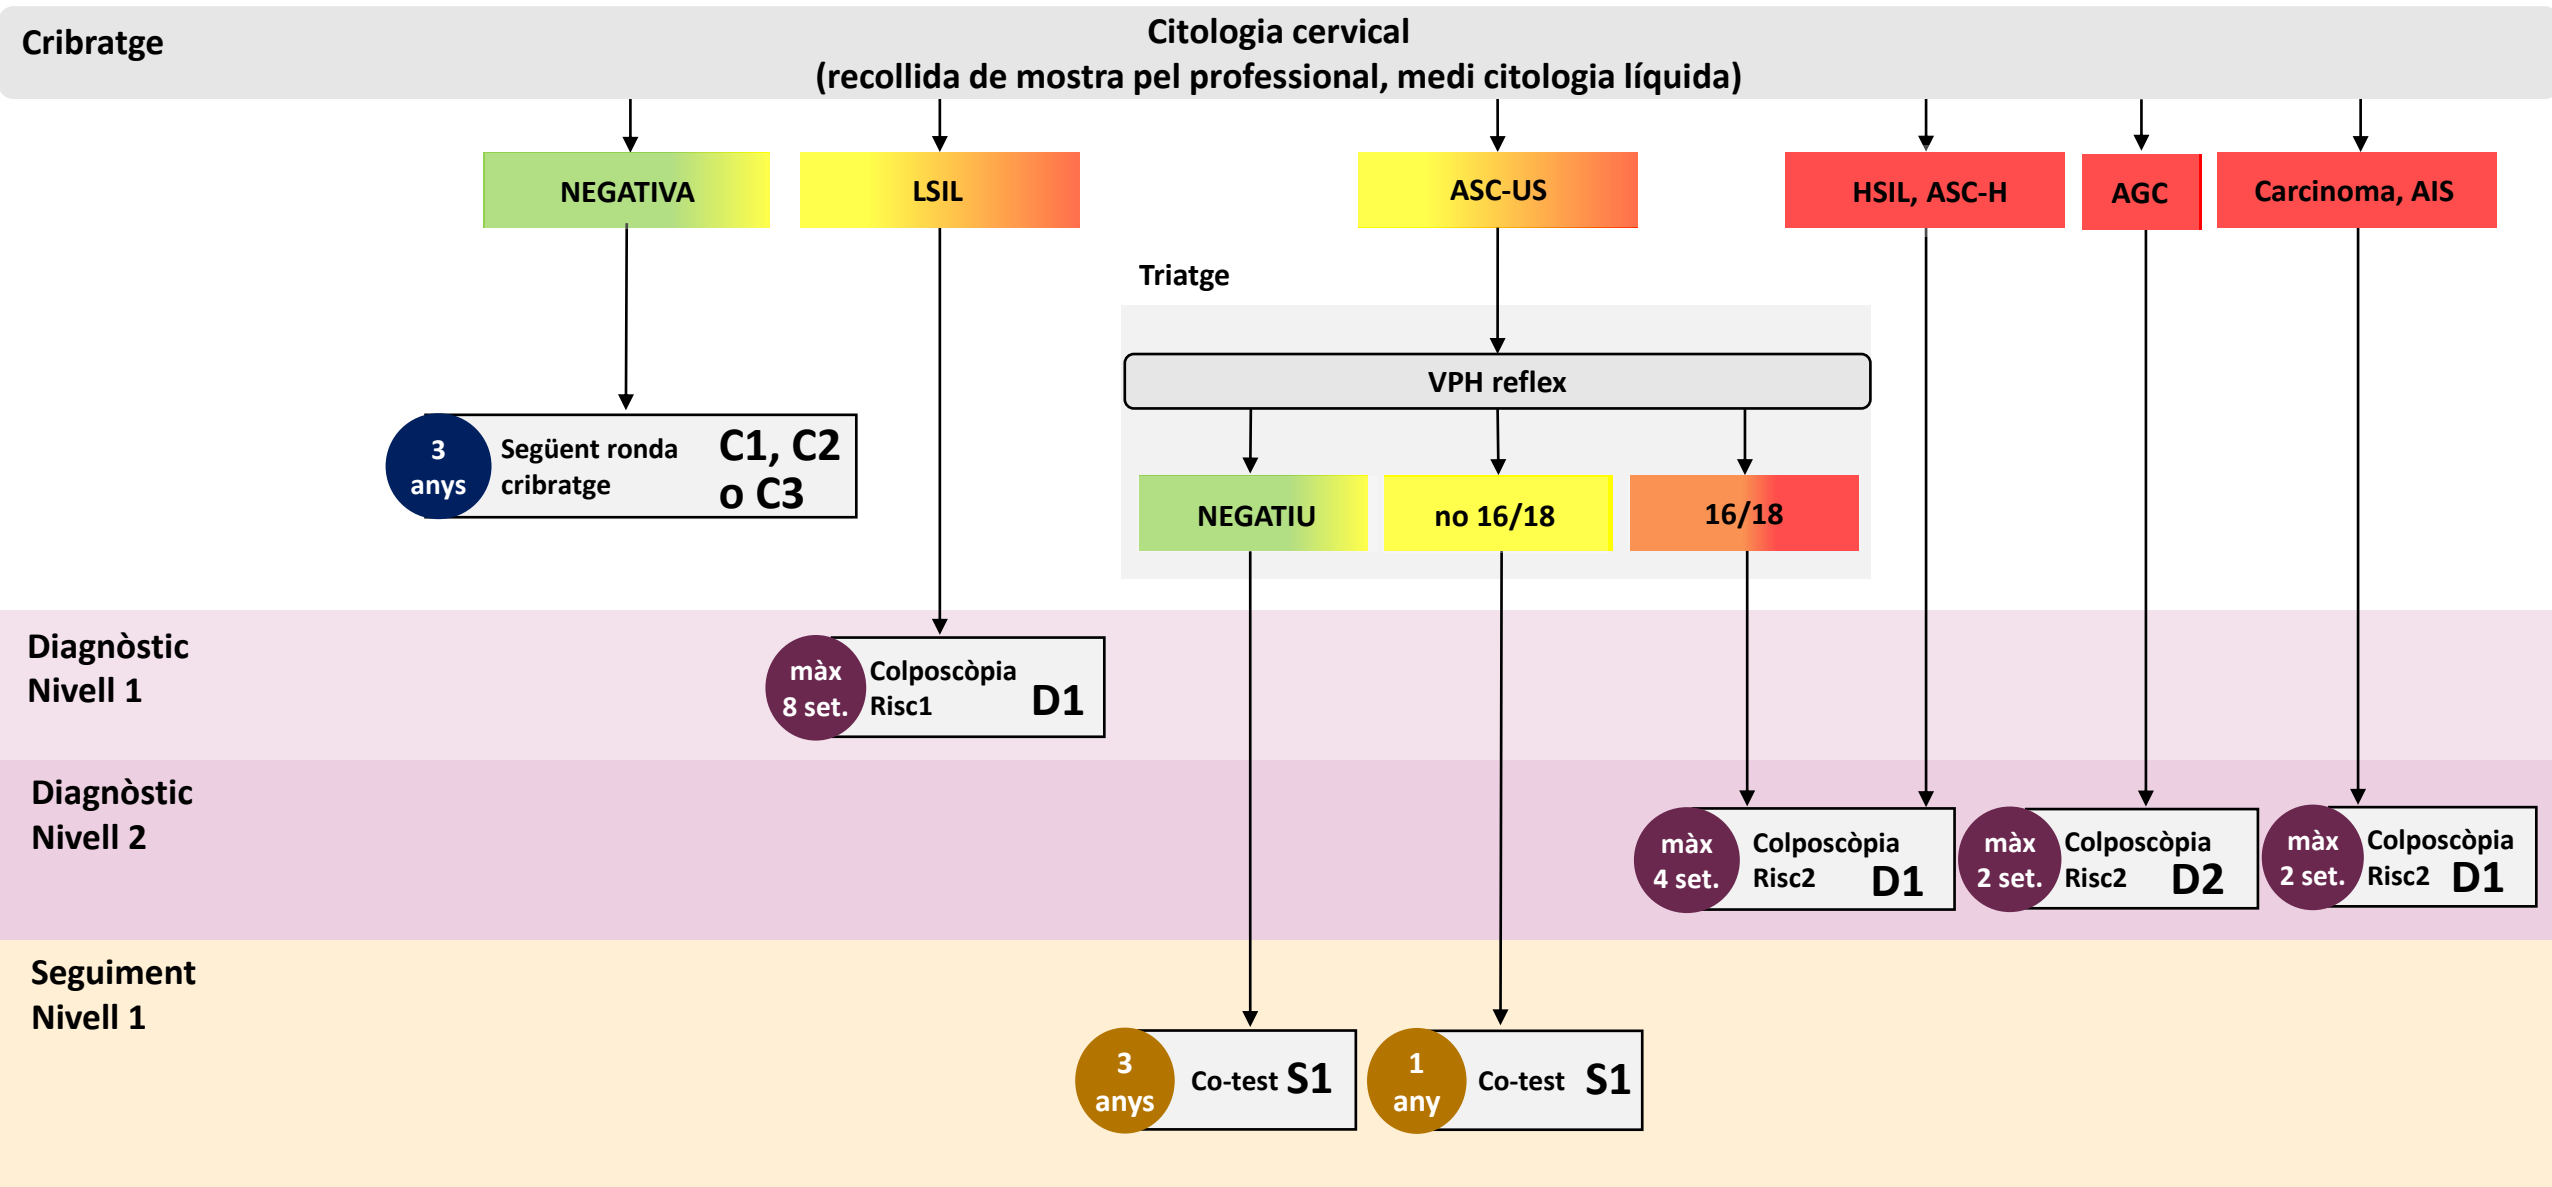 Cribratge
Citologia cervical
(recollida de mostra pel professional, medi citologia líquida)
NEGATIVA
LSIL
ASC-US
HSIL, ASC-H
AGC
Carcinoma, AIS
Triatge
VPH reflex
3
anys
Següent ronda
cribratge
C1, C2
o C3
NEGATIU
no 16/18
16/18
Diagnòstic
Nivell 1
màx
8 set.
Colposcòpia
Risc1
D1
Diagnòstic
Nivell 2
màx
4 set.
Colposcòpia
Risc2
D1
màx
2 set.
Colposcòpia
Risc2
D2
màx
2 set.
Colposcòpia
Risc2
D1
Seguiment
Nivell 1
3
anys
Co-test S1
1
any
Co-test S1